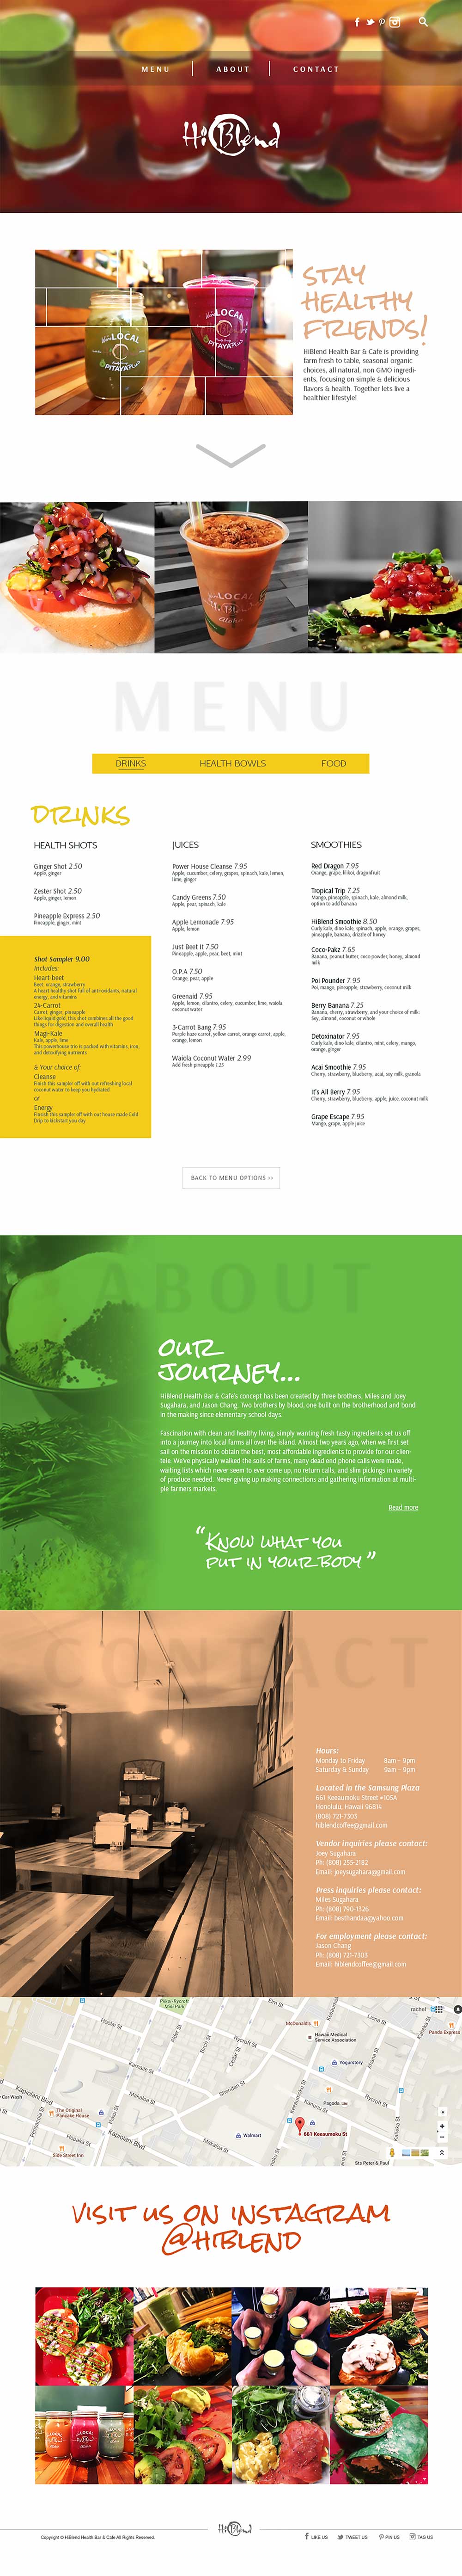 MENU
ABOUT
CONTACT
HiBlend
LOCAL
PITAYAPLUS
LOCAL
PITAYAPLUS
STAY
HEALTHY
FRIENDS!
HiBlend Health Bar & Cafe is providing
farm fresh to table, seasonal organic
choices, all natural, non GMO ingredi-
ents, focusing on simple & delicious
flavors & health. Together lets live a
healthier lifestyle!
LOCAL
Aloha
MENU
DRINKS
HEALTH BOWLS
FOOD
DRINKS
HEALTH SHOTS
Ginger Shot 2.50
Apple, ginger
Zester Shot 2.50
Apple, ginger, lemon
Pineapple Express 2.50
Pineapple, ginger, mint
Shot Sampler 9.00
Includes:
Heart-beet
Beet, orange, strawberry
A heart healthy shot full of antioxidants, natural
energy, and vitamins
24-Carrot
Carrot, ginger, pineapple
Like liquid gold, this shot combines all the good
things for digestion and overall health
Magi-Kale
Kale, apple, lime
This powerhouse trio is packed with vitamins, iron,
and detoxifying nutrients
& Your choice of:
Cleanse
Finish this sampler off with our refreshing local
coconut water to keep you hydrated
or
Energy
Finish this sampler off with out house made Cold
Drip to kickstart you day
JUICES
Power House Cleanse 7.95
Apple, cucumber, celery, grapes, spinach, kale, lemon,
lime, ginger
Candy Greens 7.50
Apple, pear, spinach, kale
Apple Lemonade 7.95
Apple, lemon
Just Beet It 7.50
Pineapple, apple, pear, beet, mint
O.P.A 7.50
Orange, pear, apple
Greenaid 7.95
Apple, lemon, cilantro, celery, cucumber, lime, waiola
coconut water
3-Carrot Bang 7.95
Purple haze carrot, yellow carrot, orange carrot, apple,
orange, lemon
Waiola Coconut Water 2.99
Add fresh pineapple 1.25
SMOOTHIES
Red Dragon 7.95
Orange, grape, lilikoi, dragonfruit
Tropical Trip 7.25
Mango, pineapple, spinach, kale, almond milk,
option to add banana
HiBlend Smoothie 8.50
Curly kale, dino kale, spinach, apple, orange, grapes,
pineapple, banana, drizzle of honey
Coco-Pakz 7.65
Banana, peanut butter, coco powder, honey, almond
milk
Poi Pounder 7.95
Poi, mango, pineapple, strawberry, coconut milk
Berry Banana 7.25
Banana, cherry, strawberry, and your choice of milk:
Soy, almond, coconut or whole
Detoxinator 7.95
Curly kale, dino kale, cilantro, mint, celery, mango,
orange, ginger
Acai Smoothie 7.95
Cherry, strawberry, blueberry, acai, soy milk, granola
It's All Berry 7.95
Cherry, strawberry, blueberry, apple, juice, coconut milk
Grape Escape 7.95
Mango, grape, apple juice
BACK TO MENU OPTIONS >>
ABOUT
OUR
JOURNEY...
HiBlend Health Bar & Cafe's concept has been created by three brothers, Miles and Joey
Sugahara, and Jason Chang. Two brothers by blood, one built on the brotherhood and bond
in the making since elementary school days.
Fascination with clean and healthy living, simply wanting fresh tasty ingredients set us off
into a journey into local farms all over the island. Almost two years ago, when we first set
sail on the mission to obtain the best, most affordable ingredients to provide for our clien-
tele. We've physically walked the soils of farms, many dead end phone calls were made,
waiting lists which never seem to ever come up, no return calls, and slim pickings in variety
of produce needed. Never giving up making connections and gathering information at multi-
ple farmers markets.
Read more
"KNOW WHAT YOU
PUT IN YOUR BODY"
CONTACT
Hours:
Monday to Friday 8am – 9pm
Saturday & Sunday 9am – 9pm
Located in the Samsung Plaza
661 Keeaumoku Street #105A
Honolulu, Hawaii 96814
(808) 721-7303
hiblendcoffee@gmail.com
Vendor inquiries please contact:
Joey Sugahara
Ph: (808) 255-2182
Email: joeysugahara@gmail.com
Press inquiries please contact:
Miles Sugahara
Ph: (808) 790-1326
Email: besthandaa@yahoo.com
For employment please contact:
Jason Chang
Ph: (808) 721-7303
Email: hiblendcoffee@gmail.com
Piikoi-Rycroft
Mini Park
Elm St
rachel
McDonald's
Hawaii Medical
Service Association
Panda Express
Yogurstory
Hoolai St
Alder St
Birch St
Cedar St
Rycroft St
Liona St
Kamaile St
Sheridan St
Makaloa St
Kapiolani Blvd
Car Wash
The Original
Pancake House
Pensacola St
Piikoi St
Hopaka St
Side Street Inn
Kapiolani Blvd
Walmart
Makaloa St
Pagoda
Kanunu St
Rycroft St
661 Keeaumoku St
Kaheka St
Sts Peter & Paul
VISIT US ON INSTAGRAM
@HIBLEND
LOCAL
HiBlend
Copyright © HiBlend Health Bar & Cafe All Rights Reserved.
LIKE US
TWEET US
PIN US
TAG US